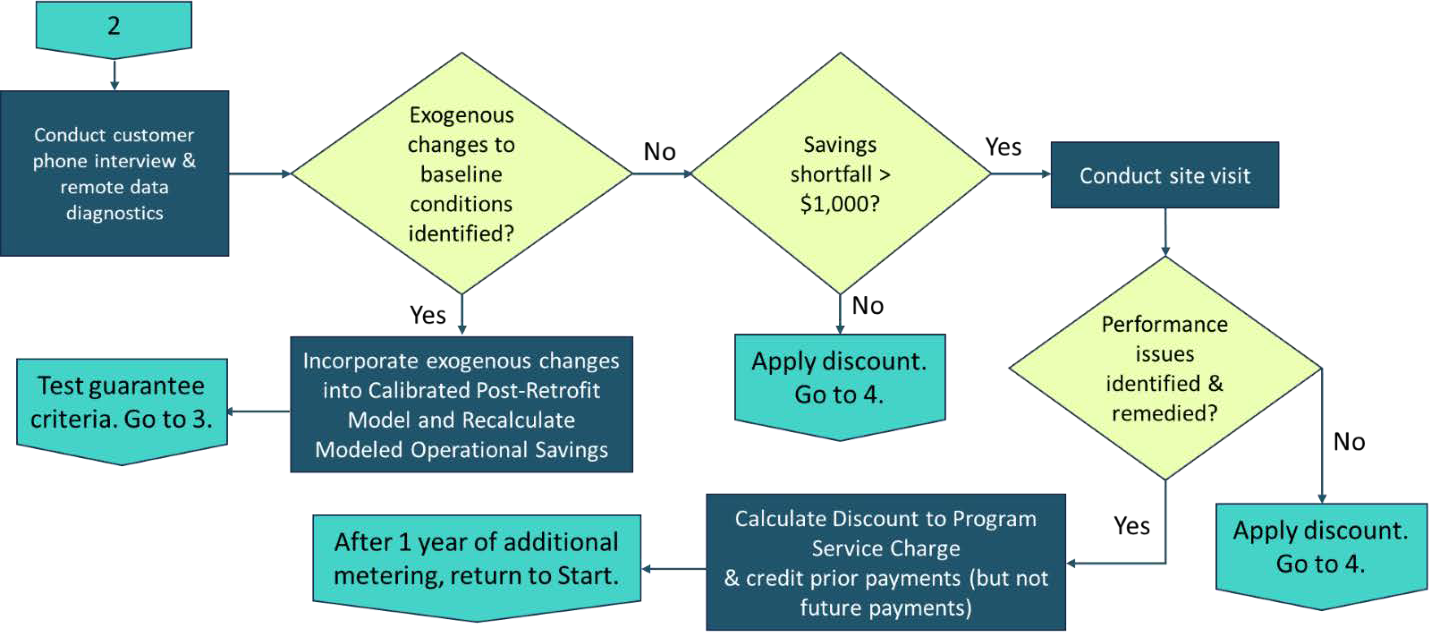 2
Conduct customer
phone interview &
remote data
diagnostics
Exogenous
changes to
baseline
conditions
identified?
No
Savings
shortfall >
$1,000?
Yes
Conduct site visit
Yes
No
Incorporate exogenous changes
into Calibrated Post-Retrofit
Model and Recalculate
Modeled Operational Savings
Test guarantee
criteria. Go to 3.
Apply discount.
Go to 4.
Performance
issues
identified &
remedied?
No
Yes
Apply discount.
Go to 4.
Calculate Discount to Program
Service Charge
& credit prior payments (but not
future payments)
After 1 year of additional
metering, return to Start.